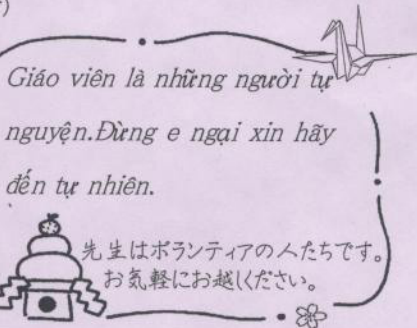 Giáo viên là những người tự
nguyện.Đừng e ngại xin hãy
đến tự nhiên.
先生はボランティアの人たちです。
お気軽にお越しください。